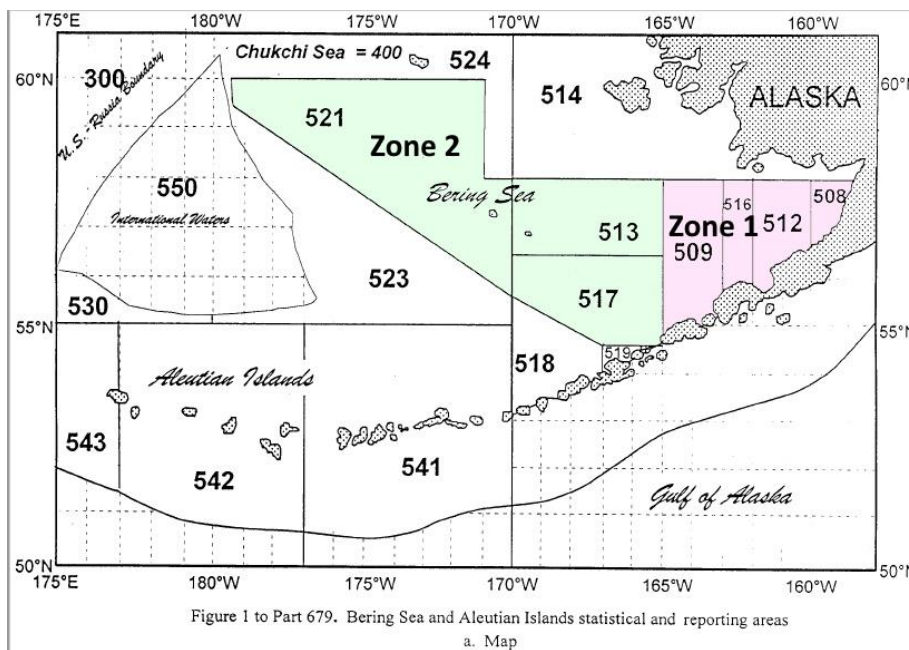 175°E 180°W 175°W 170°W 165°W 160°W
Chukchi Sea = 400
524
60°N
300
U.S.- Russia Boundary
514
ALASKA
60°N
521
Zone 2
550
International Waters
Bering Sea
513
Zone 1
516
508
512
509
523
530
517
55°N
55°N
518
519
Aleutian Islands
543
542
541
Gulf of Alaska
50°N
50°N
175°E 180°W 175°W 170°W 165°W 160°W
Figure 1 to Part 679. Bering Sea and Aleutian Islands statistical and reporting areas
a. Map